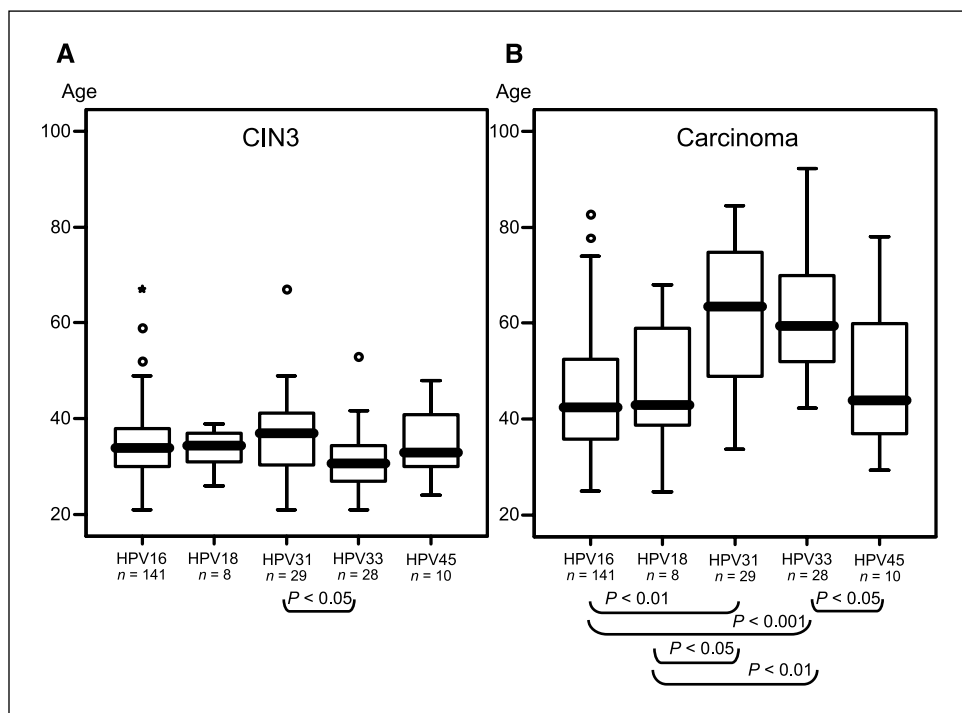 A
B
Age
Age
CIN3
Carcinoma
100
80
60
40
20
100
80
60
40
20
HPV16
HPV18
HPV31
HPV33
HPV45
n = 141
n = 8
n = 29
n = 28
n = 10
HPV16
HPV18
HPV31
HPV33
HPV45
n = 141
n = 8
n = 29
n = 28
n = 10
P < 0.05
P < 0.01
P < 0.05
P < 0.001
P < 0.05
P < 0.01